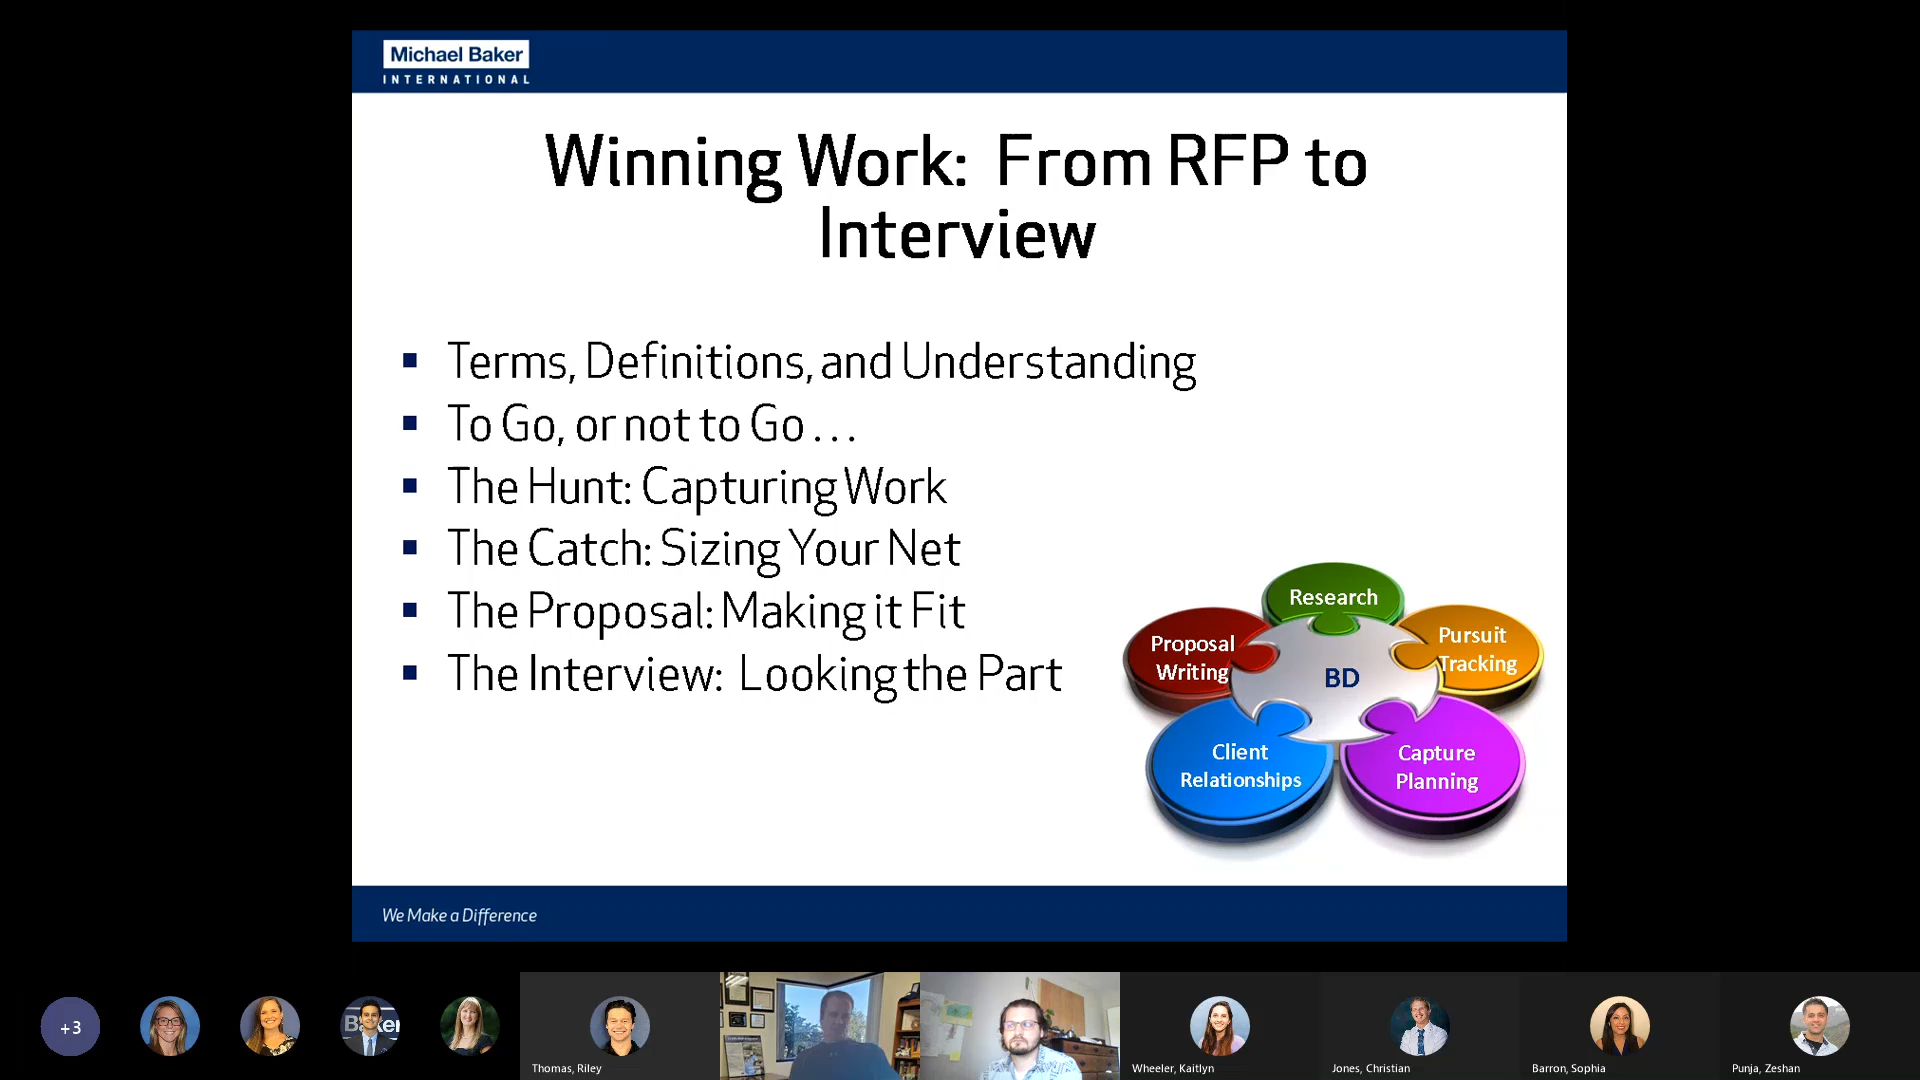 Michael Baker
INTERNATIONAL
Winning Work: From RFP to
Interview
Terms, Definitions, and Understanding
To Go, or not to Go…
The Hunt: Capturing Work
The Catch: Sizing Your Net
The Proposal: Making it Fit
The Interview: Looking the Part
Research
Proposal
Writing
Pursuit
Tracking
BD
Client
Relationships
Capture
Planning
We Make a Difference
+3
Thomas, Riley
Wheeler, Kaitlyn
Jones, Christian
Barron, Sophia
Punja, Zeshan